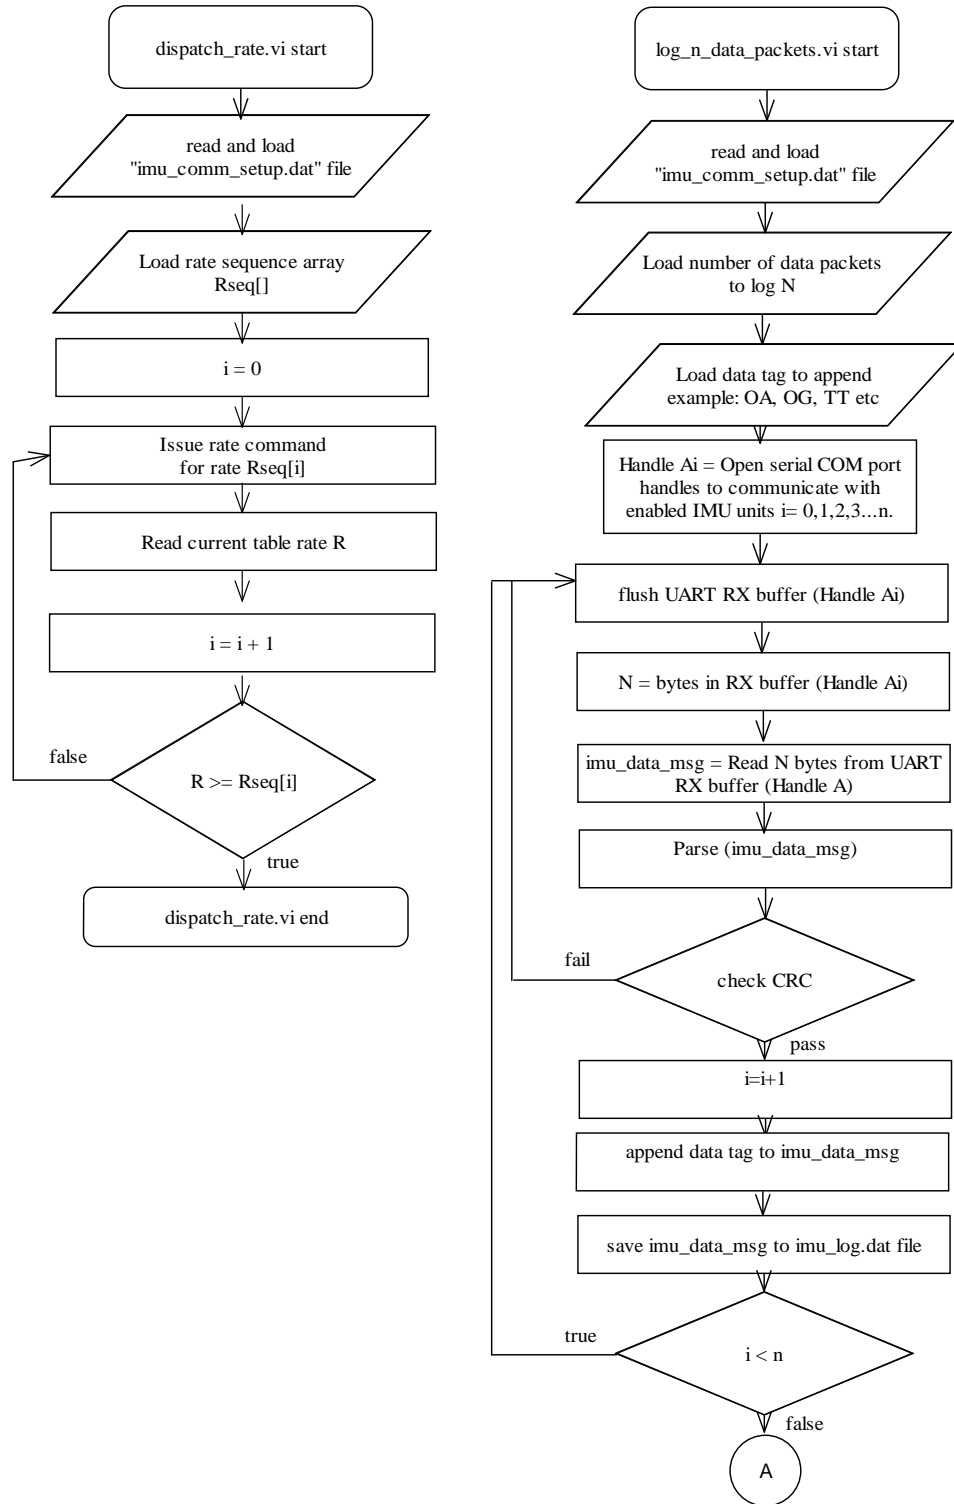 dispatch_rate.vi start
read and load
"imu_comm_setup.dat" file
Load rate sequence array
Rseq[]
i = 0
Issue rate command
for rate Rseq[i]
Read current table rate R
i = i + 1
false
R >= Rseq[i]
true
dispatch_rate.vi end
log_n_data_packets.vi start
read and load
"imu_comm_setup.dat" file
Load number of data packets
to log N
Load data tag to append
example: OA, OG, TT etc
Handle Ai = Open serial COM port
handles to communicate with
enabled IMU units i= 0,1,2,3...n.
flush UART RX buffer (Handle Ai)
N = bytes in RX buffer (Handle Ai)
imu_data_msg = Read N bytes from UART
RX buffer (Handle A)
Parse (imu_data_msg)
fail
check CRC
pass
i=i+1
append data tag to imu_data_msg
save imu_data_msg to imu_log.dat file
true
i < n
false
A